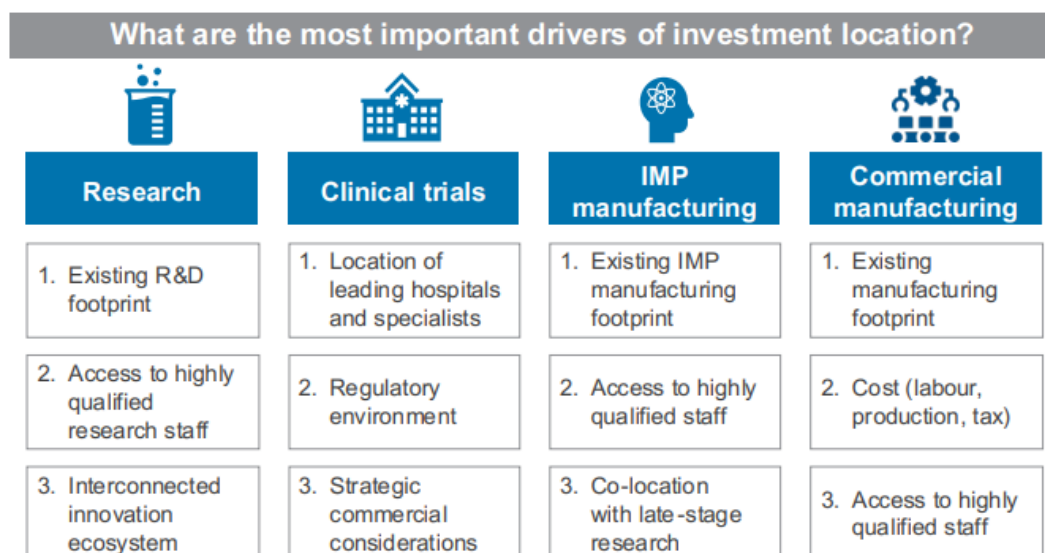 What are the most important drivers of investment location?
Research
Clinical trials
IMP
manufacturing
Commercial
manufacturing
1. Existing R&D
footprint
1. Location of
leading hospitals
and specialists
1. Existing IMP
manufacturing
footprint
1. Existing
manufacturing
footprint
2. Access to highly
qualified
research staff
2. Regulatory
environment
2. Access to highly
qualified staff
2. Cost (labour,
production, tax)
3. Interconnected
innovation
ecosystem
3. Strategic
commercial
considerations
3. Co-location
with late-stage
research
3. Access to highly
qualified staff